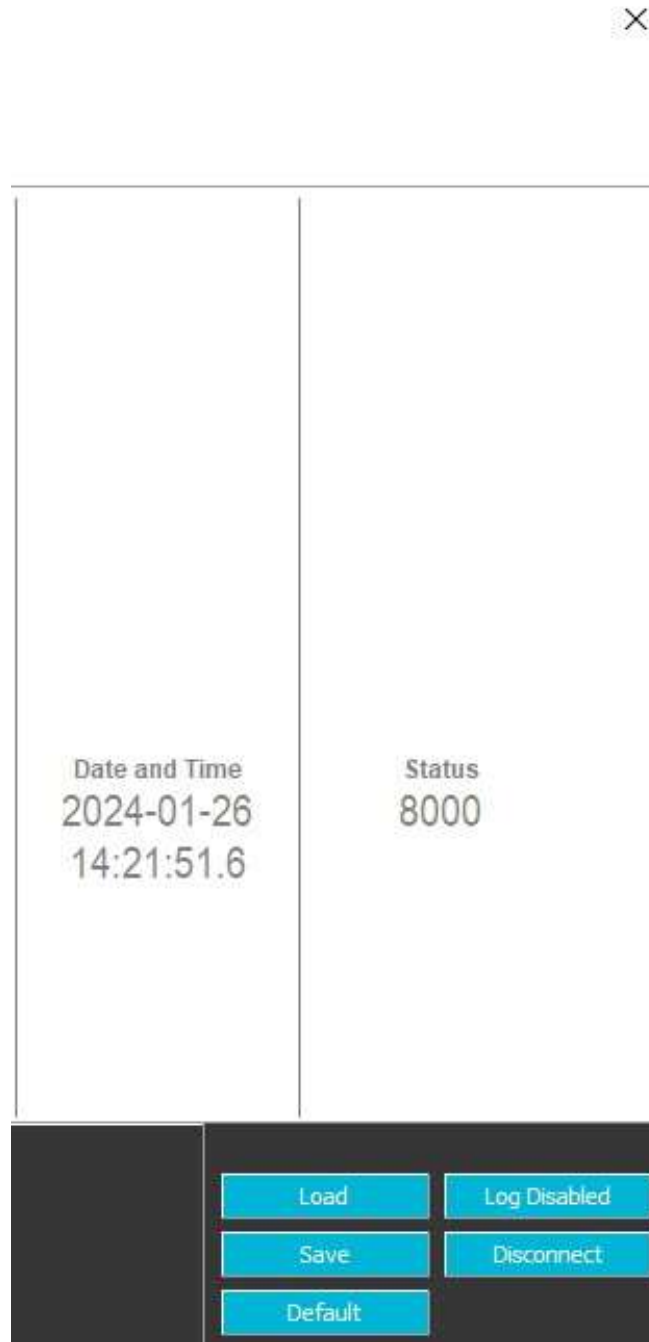 Date and Time
2024-01-26
14:21:51.6
Status
8000
Load
Log Disabled
Save
Disconnect
Default